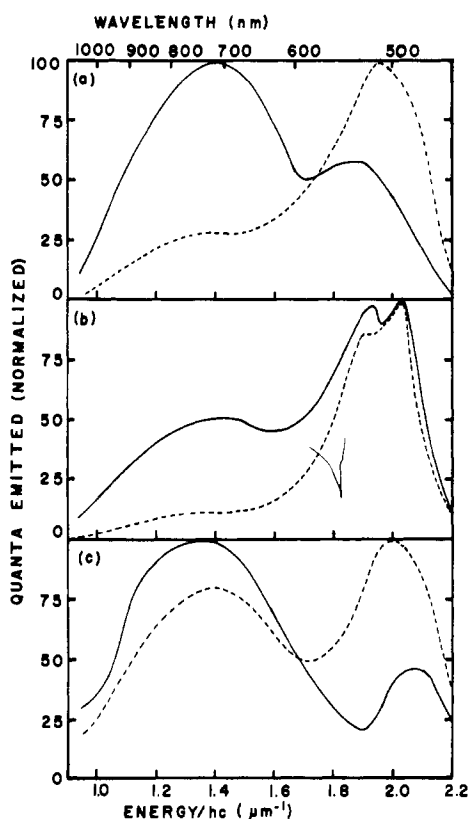 WAVELENGTH (nm)
1000 900 800 700 600 500
100
(a)
75
50
25
0
(b)
75
50
25
0
(c)
75
50
25
0
QUANTA EMITTED (NORMALIZED)
1.0 1.2 1.4 1.6 1.8 2.0 2.2
ENERGY/hc (μm⁻¹)